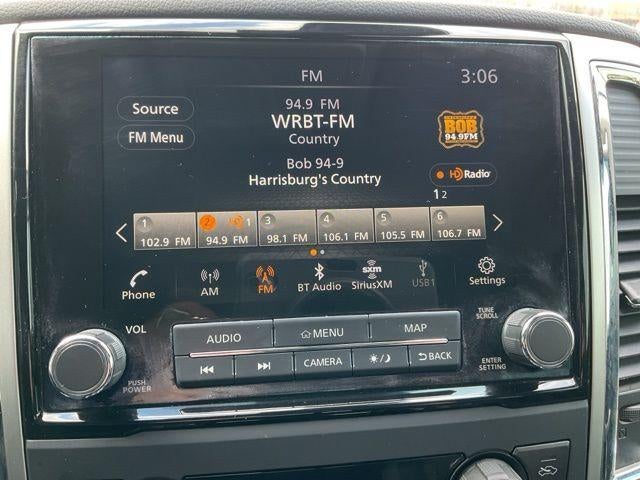 FM 3:06
Source
FM Menu
94.9 FM
WRBT-FM
Country
Bob 94-9
Harrisburg's Country
BOB
94.9FM
HD Radio
1 2
1 2 HD 1 3 4 5 6
102.9 FM 94.9 FM 98.1 FM 106.1 FM 105.5 FM 106.7 FM
Phone AM FM BT Audio sxm SiriusXM USB1 Settings
VOL
PUSH
POWER
AUDIO MENU MAP
CAMERA BACK
TUNE
SCROLL
ENTER
SETTING